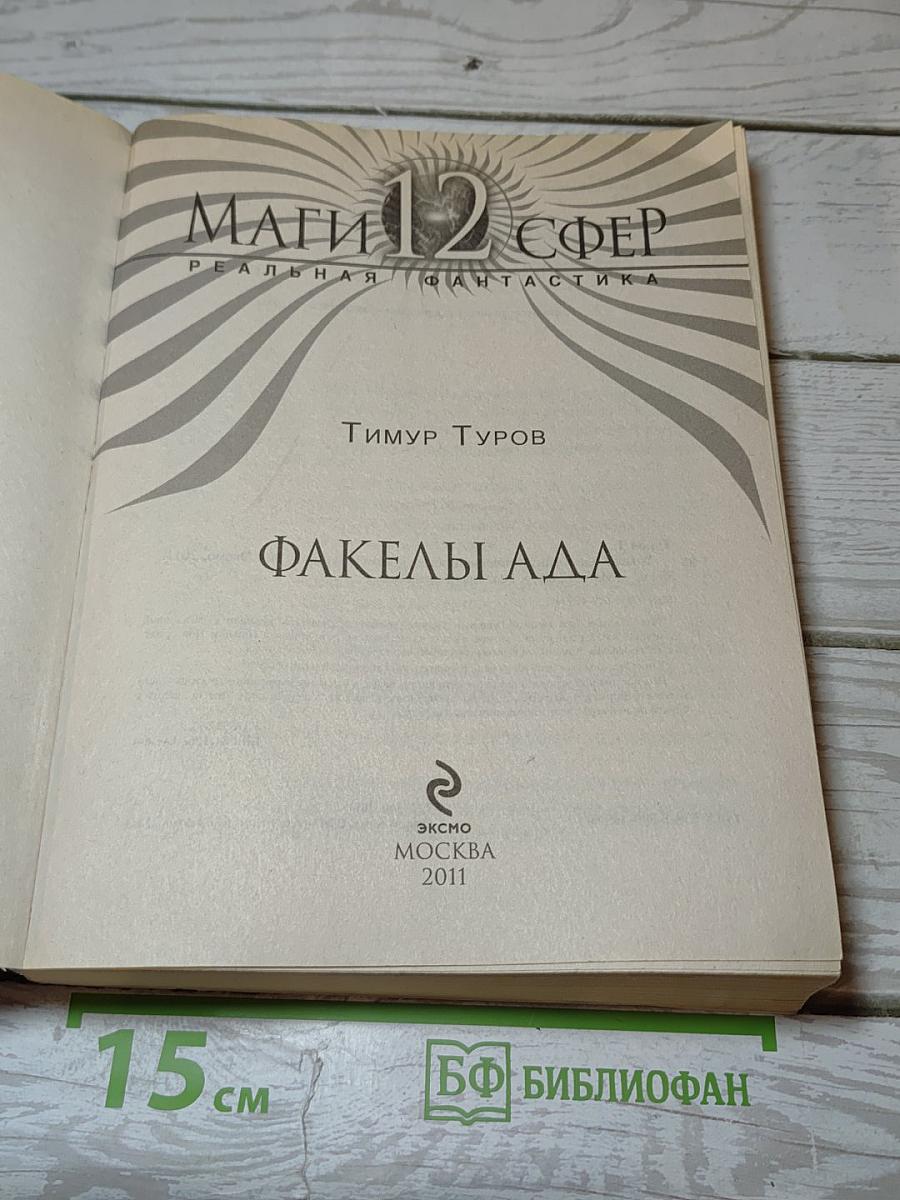 МАГИ 12 СФЕР
РЕАЛЬНАЯ ФАНТАСТИКА
ТИМУР ТУРОВ
ФАКЕЛЫ АДА
ЭКСМО
МОСКВА
2011
15 см
БФ БИБЛИОФАН